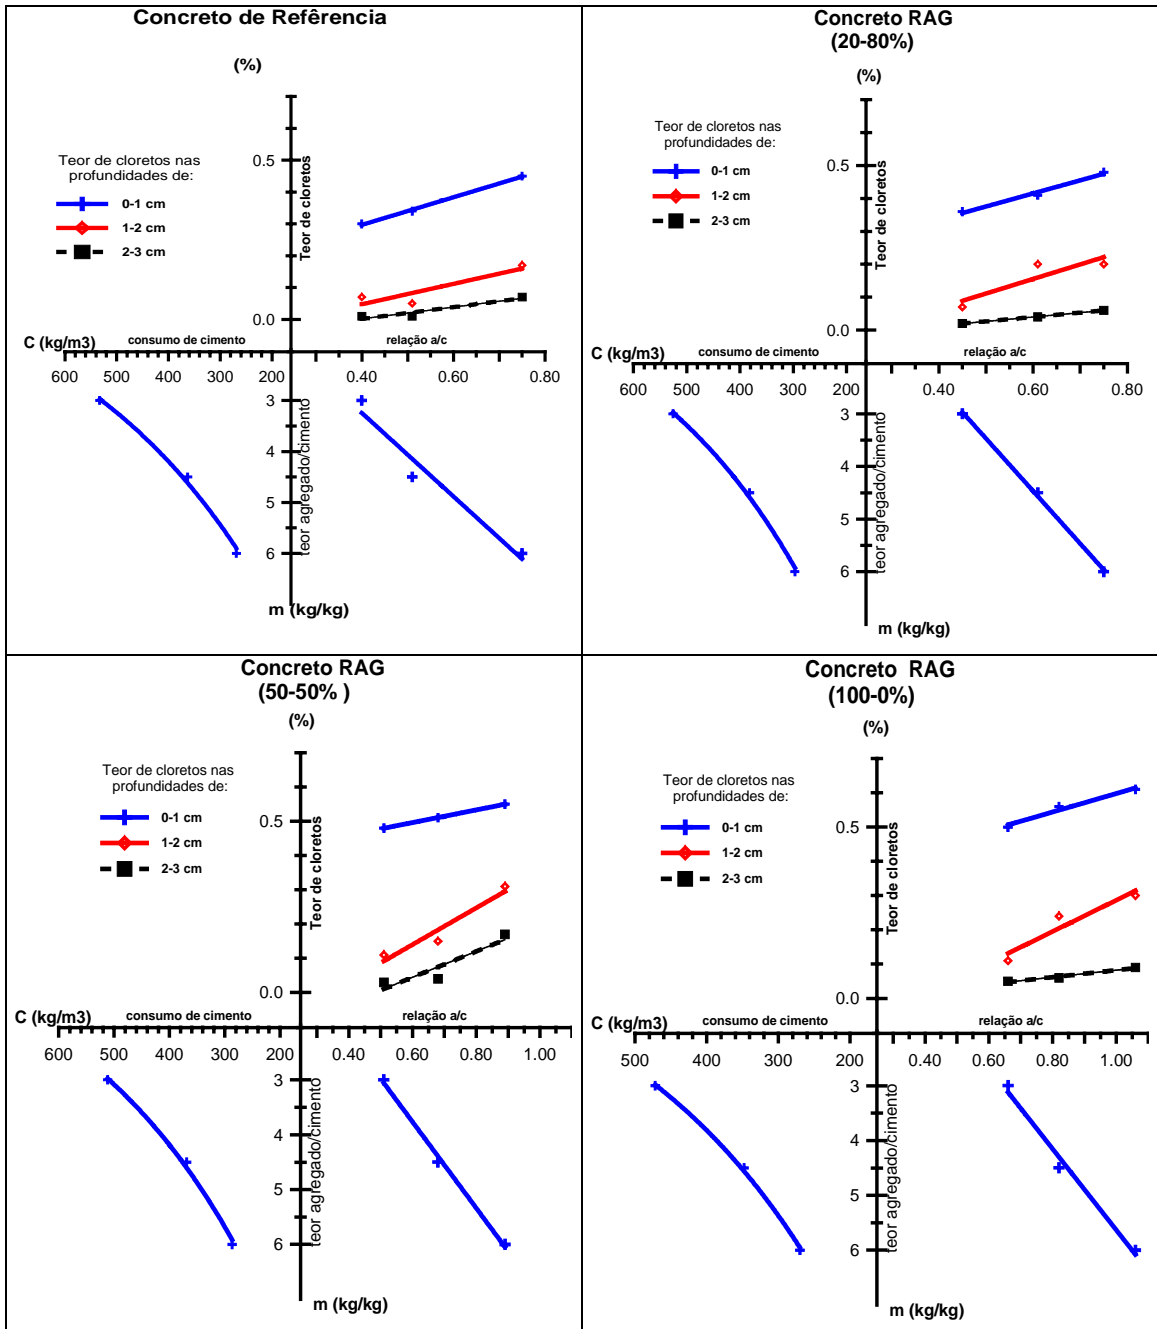 Concreto de Refêrencia
(%)
Teor de cloretos nas
profundidades de:
0-1 cm
1-2 cm
2-3 cm
0.5
0.0
Teor de cloretos
C (kg/m3)
consumo de cimento
relação a/c
600 500 400 300 200
0.40 0.60 0.80
3
4
5
6
teor agregado/cimento
m (kg/kg)
Concreto RAG
(20-80%)
(%)
Teor de cloretos nas
profundidades de:
0-1 cm
1-2 cm
2-3 cm
0.5
0.0
Teor de cloretos
C (kg/m3)
consumo de cimento
relação a/c
600 500 400 300 200
0.40 0.60 0.80
3
4
5
6
teor agregado/cimento
m (kg/kg)
Concreto RAG
(50-50% )
(%)
Teor de cloretos nas
profundidades de:
0-1 cm
1-2 cm
2-3 cm
0.5
0.0
Teor de cloretos
C (kg/m3)
consumo de cimento
relação a/c
600 500 400 300 200
0.40 0.60 0.80 1.00
3
4
5
6
teor agregado/cimento
m (kg/kg)
Concreto RAG
(100-0%)
(%)
Teor de cloretos nas
profundidades de:
0-1 cm
1-2 cm
2-3 cm
0.5
0.0
Teor de cloretos
C (kg/m3)
consumo de cimento
relação a/c
500 400 300 200
0.40 0.60 0.80 1.00
3
4
5
6
teor agregado/cimento
m (kg/kg)